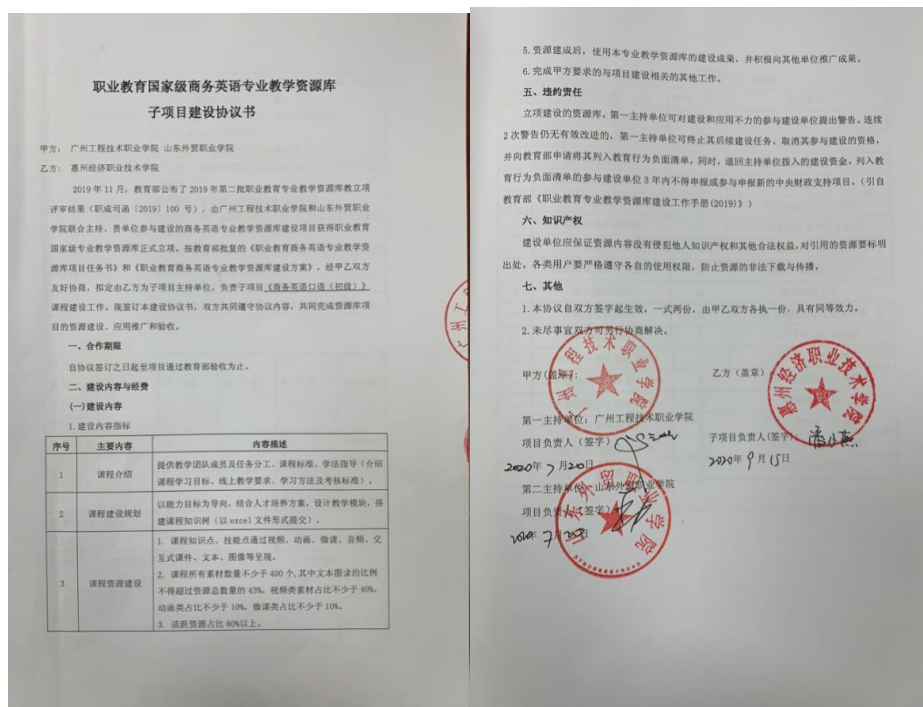 职业教育国家级商务英语专业教学资源库
子项目建设协议书
甲方： 广州工程技术职业学院 山东外贸职业学院
乙方： 惠州经济职业技术学院
2019 年 11 月，教育部公布了 2019 年第二批职业教育专业教学资源库教立项
评审结果（职成司函〔2019〕100 号），由广州工程技术职业学院和山东外贸职业
学院联合主持、贵单位参与建设的商务英语专业教学资源库建设项目获得职业教育
国家级专业教学资源库正式立项。按教育部批复的《职业教育商务英语专业教学资
源库项目任务书》和《职业教育商务英语专业教学资源库建设方案》，经甲乙双方
友好协商，拟定由乙方为子项目主持单位，负责子项目《商务英语口语（初级）》
课程建设工作。现签订本建设协议书，双方共同遵守协议内容，共同完成资源库项
目的资源建设、应用推广和验收。
一、合作期限
自协议签订之日起至项目通过教育部验收为止。
二、建设内容与经费
(一)建设内容
1.建设内容指标
序号 主要内容 内容描述
1 课程介绍 提供教学团队成员及任务分工、课程标准、学法指导（介绍
课程学习目标、线上教学要求、学习方法及考核标准）。
2 课程建设规划 以能力目标为导向，结合人才培养方案，设计教学模块，搭
建课程知识树（以 excel 文件形式提交）。
3 课程资源建设 1. 课程知识点、技能点通过视频、动画、微课、音频、交
互式课件、文本、图像等呈现。
2. 课程所有素材数量不少于 400 个,其中文本图像的比例
不得超过资源总数量的 43%，视频类素材占比不少于 40%，
动画类占比不少于 10%，微课类占比不少于 10%。
3. 活跃资源占比 80%以上。
5.资源建成后，使用本专业教学资源库的建设成果，并积极向其他单位推广成果。
6.完成甲方要求的与项目建设相关的其他工作。
五、违约责任
立项建设的资源库，第一主持单位可对建设和应用不力的参与建设单位提出警告，连续
2 次警告仍无有效改进的，第一主持单位可终止其后续建设任务，取消其参与建设的资格，
并向教育部申请将其列入教育行为负面清单，同时，退回主持单位拨入的建设资金。列入教
育行为负面清单的参与建设单位 3 年内不得申报或参与申报新的中央财政支持项目。（引自
教育部《职业教育专业教学资源库建设工作手册(2019)》）
六、知识产权
建设单位应保证资源内容没有侵犯他人知识产权和其他合法权益，对引用的资源要标明
出处。各类用户要严格遵守各自的使用权限，防止资源的非法下载与传播。
七、其他
1.本协议自双方签字起生效，一式两份，由甲乙双方各执一份，具有同等效力。
2.未尽事宜双方可另行协商解决。
甲方(盖章)： 乙方（盖章）
广州工程技术职业学院
惠州经济职业技术学院
第一主持单位：广州工程技术职业学院
项目负责人（签字） 子项目负责人(签字)：
2020年 7 月20日 2020年 9 月 15日
第二主持单位：山东外贸职业学院
项目负责人（签字）
2020年 7月20日
山东外贸职业学院